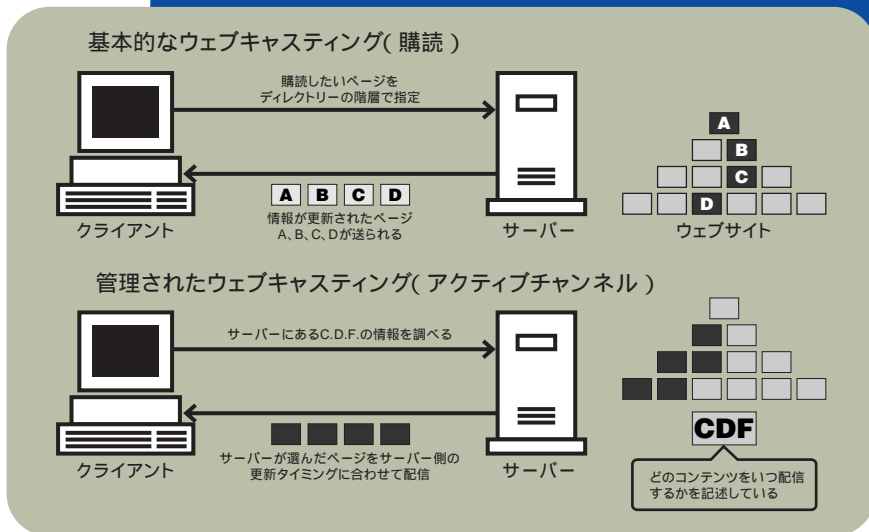 基本的なウェブキャスティング（購読）
購読したいページを
ディレクトリーの階層で指定
A
B
C
D
A B C D
情報が更新されたページ
A、B、C、Dが送られる
クライアント
サーバー
ウェブサイト
管理されたウェブキャスティング（アクティブチャンネル）
サーバーにあるC.D.F.の情報を調べる
CDF
サーバーが選んだページをサーバー側の
更新タイミングに合わせて配信
クライアント
サーバー
どのコンテンツをいつ配信
するかを記述している